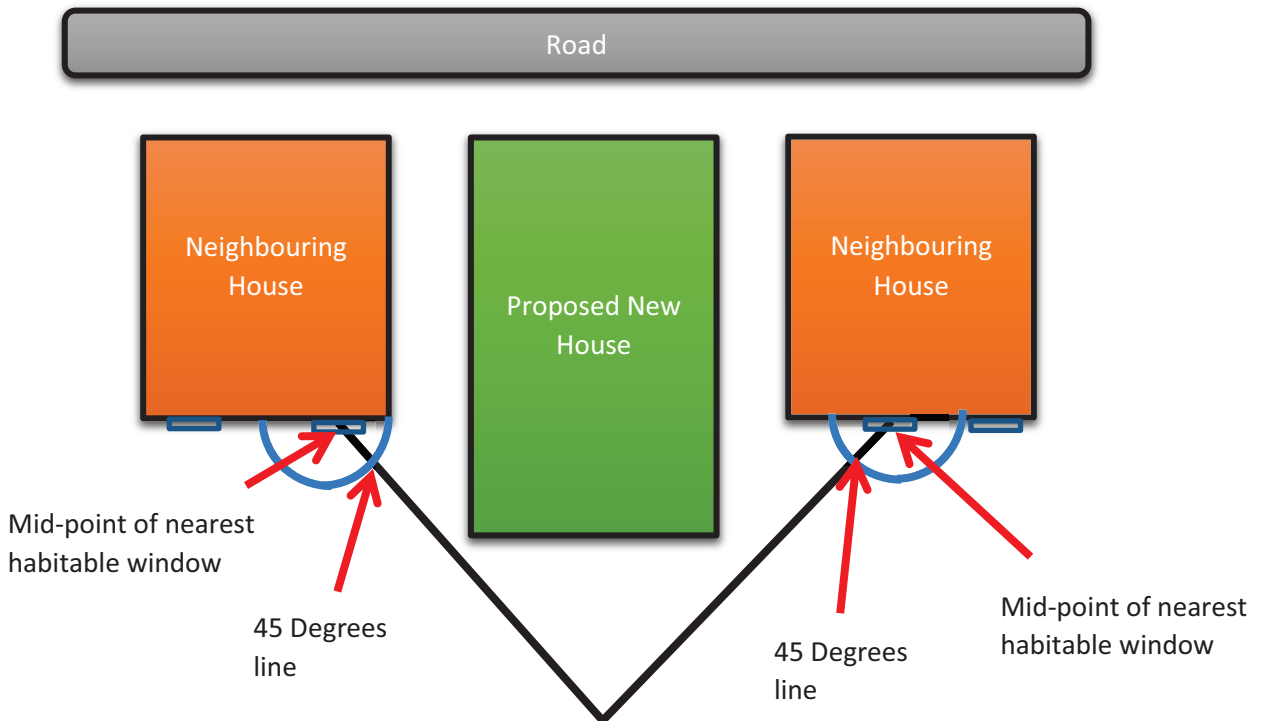 Road
Neighbouring
House
Proposed New
House
Neighbouring
House
Mid-point of nearest
habitable window
45 Degrees
line
45 Degrees
line
Mid-point of nearest
habitable window